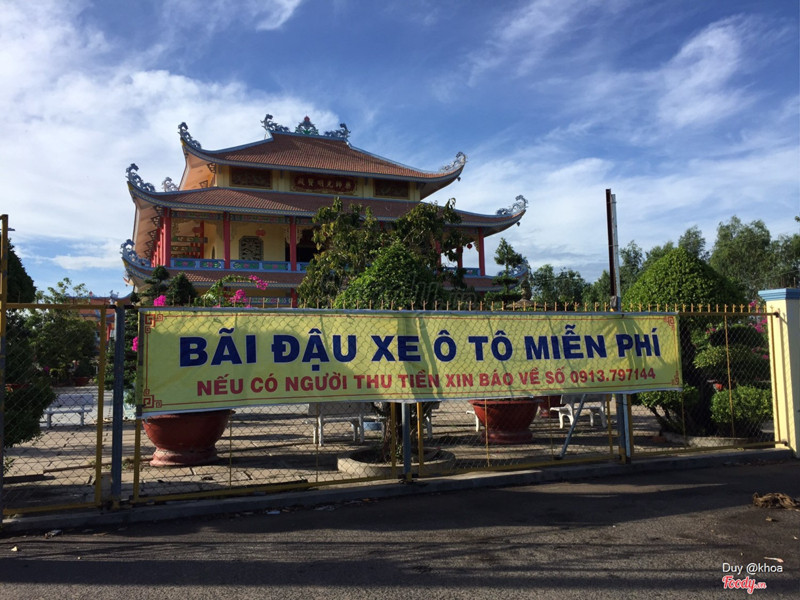 BÃI ĐẬU XE Ô TÔ MIỄN PHÍ
NẾU CÓ NGƯỜI THU TIỀN XIN BÁO VỀ SỐ 0913.797144
Duy @khoa
Foody.vn